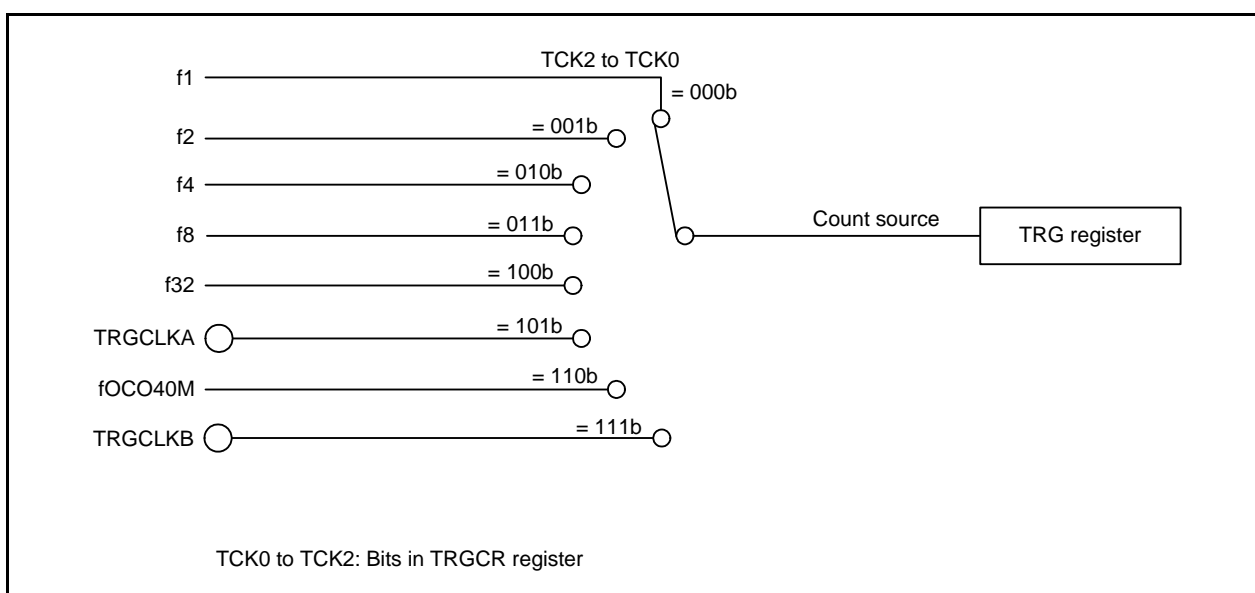 TCK2 to TCK0
f1
= 000b
f2
= 001b
f4
= 010b
f8
= 011b
Count source
TRG register
f32
= 100b
TRGCLKA
= 101b
fOCO40M
= 110b
TRGCLKB
= 111b
TCK0 to TCK2: Bits in TRGCR register